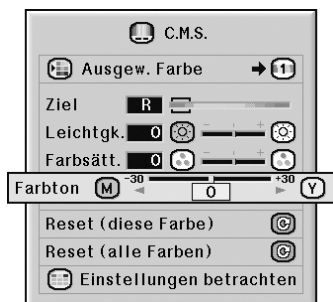 C.M.S.
Ausgew. Farbe 1
Ziel R
Leichtgk. 0 - +
Farbsätt. 0 - +
Farbton M -30 0 +30 Y
Reset (diese Farbe)
Reset (alle Farben)
Einstellungen betrachten